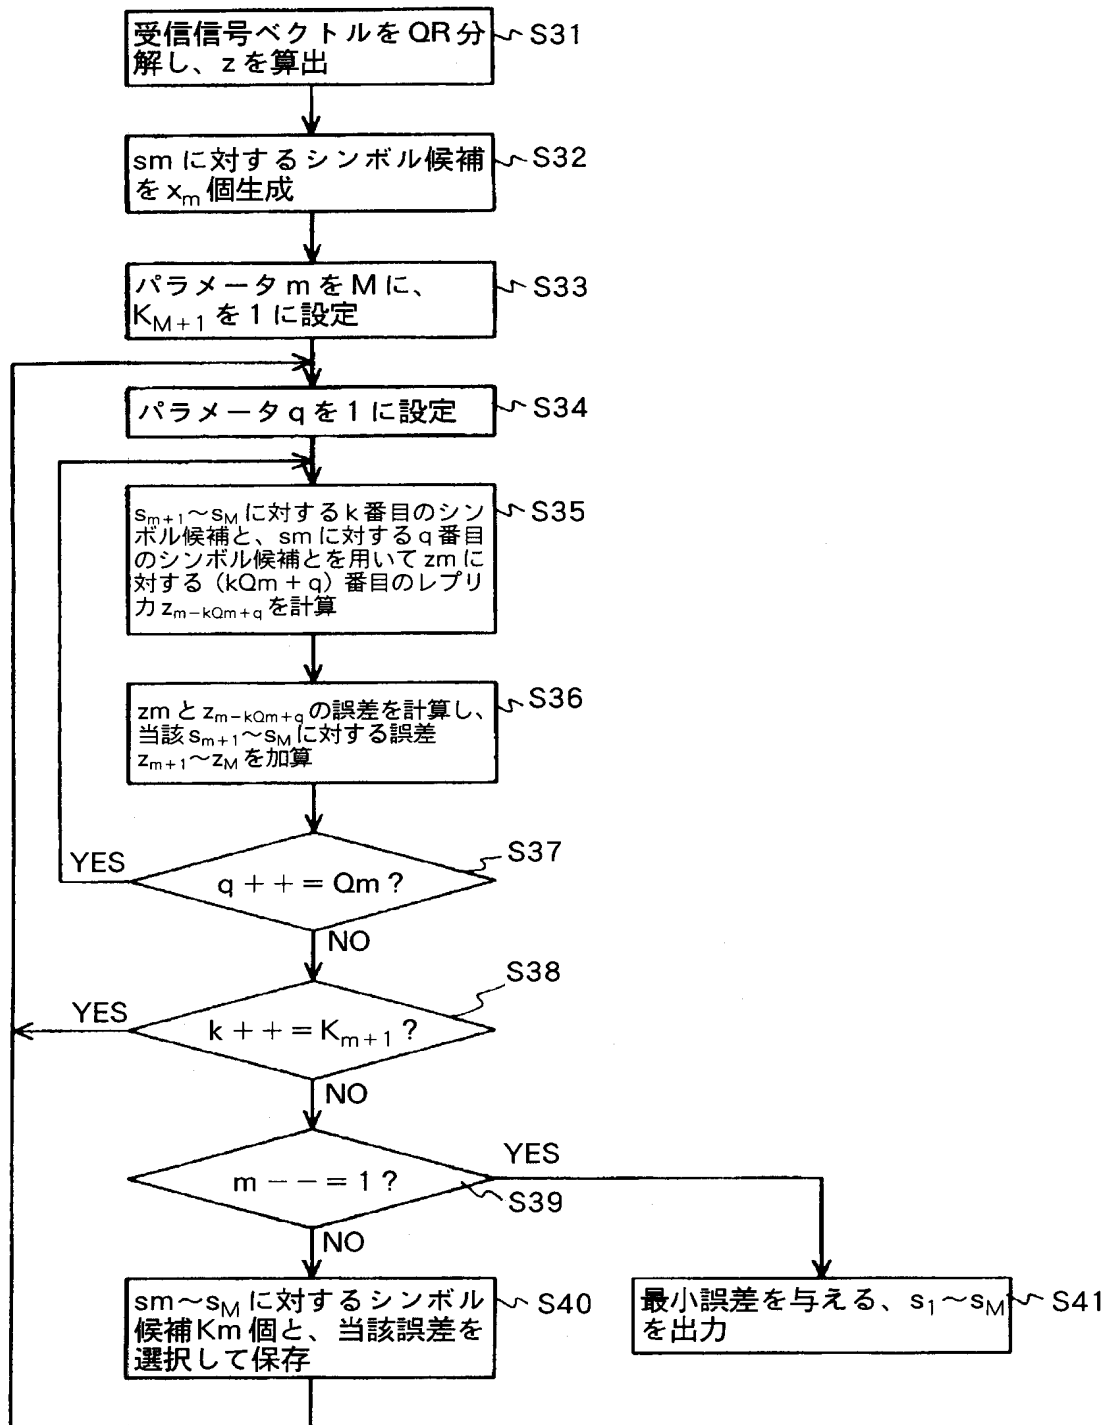 受信信号ベクトルをQR分
解し、zを算出
S31
smに対するシンボル候補
をxm個生成
S32
パラメータmをMに、
KM+1を1に設定
S33
パラメータqを1に設定
S34
sm+1~sMに対するk番目のシン
ボル候補と、smに対するq番目
のシンボル候補とを用いてzmに
対する(kQm+q)番目のレプリ
カzm-kQm+qを計算
S35
zmとzm-kQm+qの誤差を計算し、
当該sm+1~sMに対する誤差
zm+1~zMを加算
S36
YES
q++=Qm?
S37
NO
YES
k++=Km+1?
S38
NO
m--=1?
YES
S39
NO
sm~sMに対するシンボル
候補Km個と、当該誤差を
選択して保存
S40
最小誤差を与える、s1~sM
を出力
S41